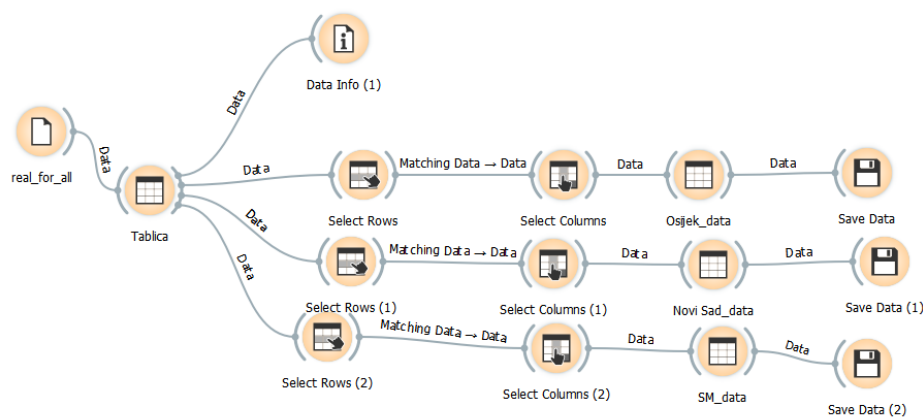 Data
Data Info (1)
Data
real_for_all
Data
Tablica
Matching Data → Data
Data
Data
Select Rows
Select Columns
Osijek_data
Save Data
Data
Matching Data → Data
Data
Data
Select Rows (1)
Select Columns (1)
Novi Sad_data
Save Data (1)
Data
Matching Data → Data
Data
Data
Select Rows (2)
Select Columns (2)
SM_data
Save Data (2)